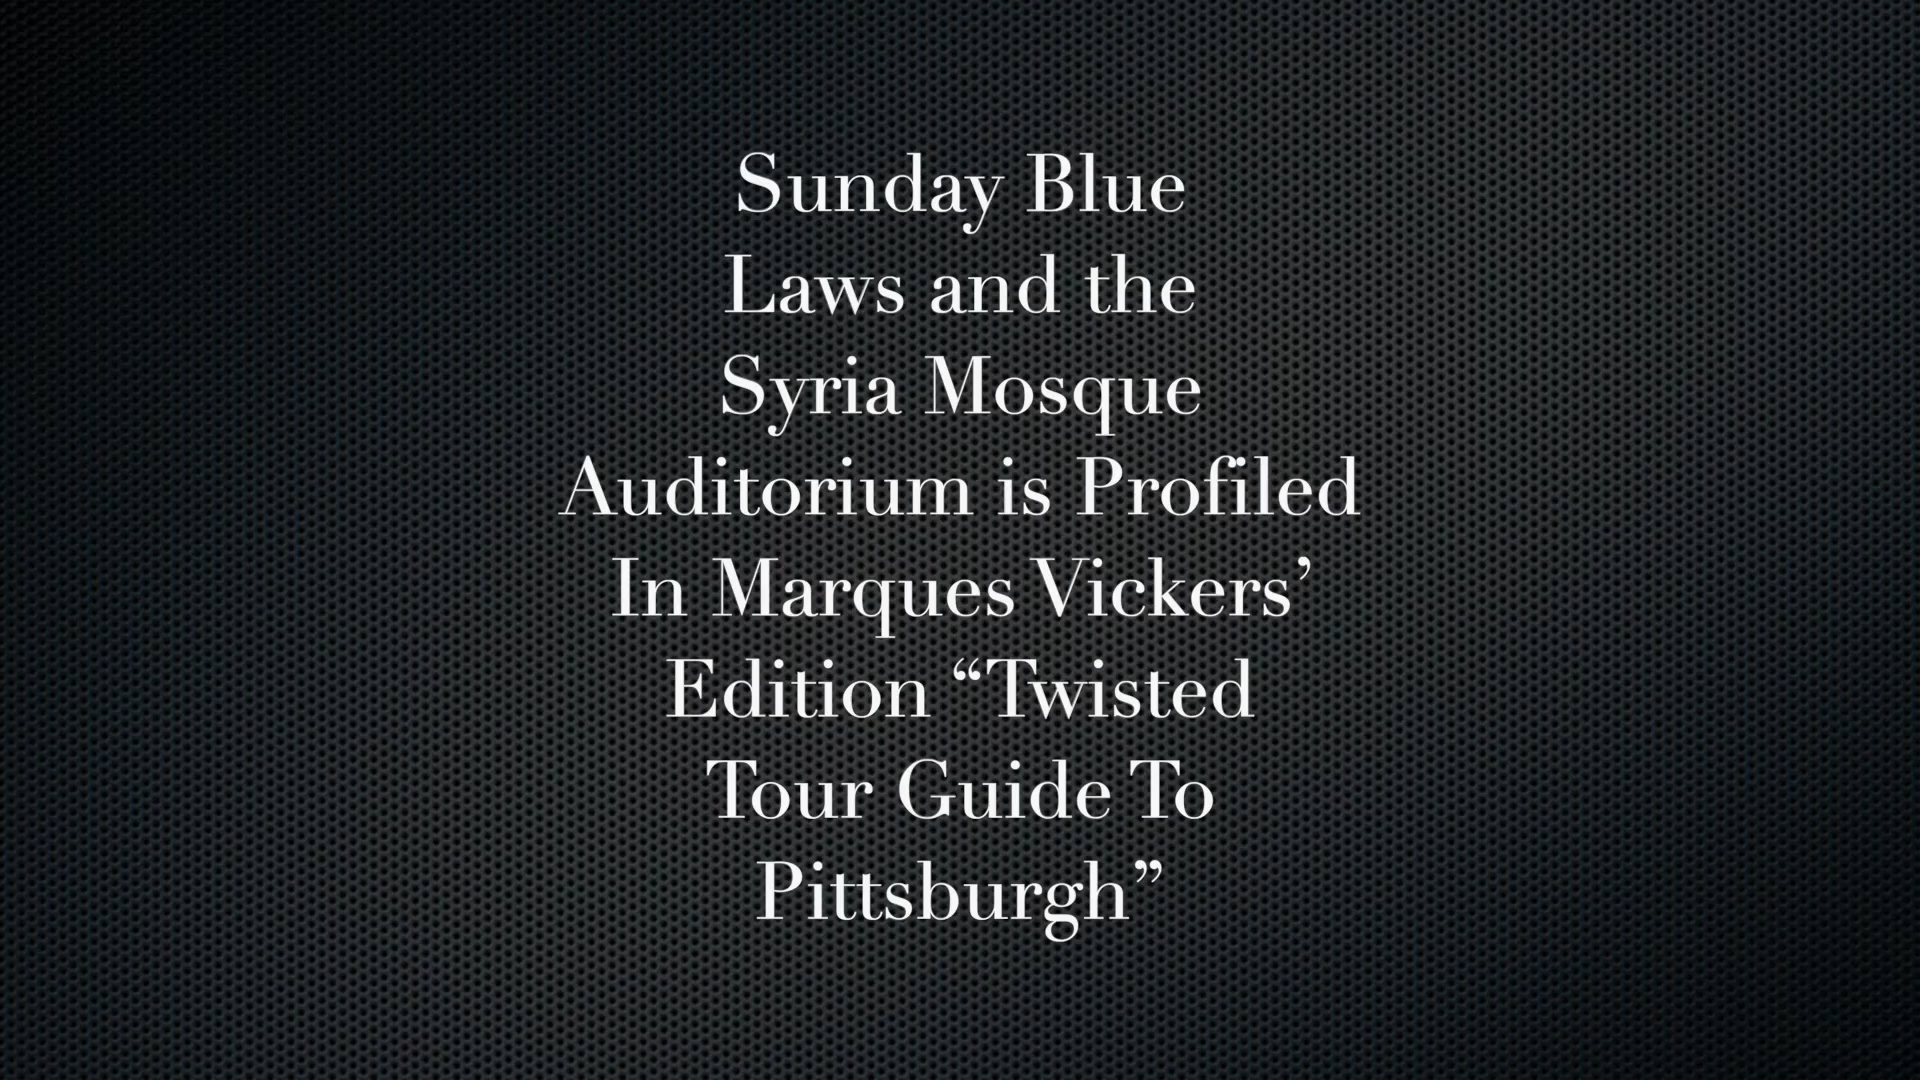 Sunday Blue
Laws and the
Syria Mosque
Auditorium is Profiled
In Marques Vickers’
Edition “Twisted
Tour Guide To
Pittsburgh”